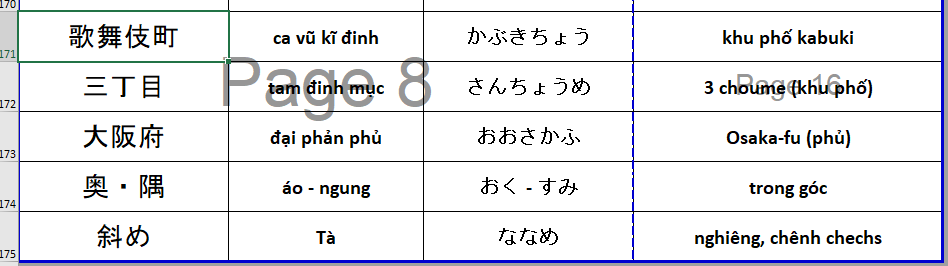 170
歌舞伎町 ca vũ kĩ đinh かぶきちょう khu phố kabuki
171
三丁目 tam đinh mục さんちょうめ 3 choume (khu phố)
Page 8 Page 16
172
大阪府 đại phản phủ おおさかふ Osaka-fu (phủ)
173
奥・隅 áo - ngung おく - すみ trong góc
174
斜め Tà ななめ nghiêng, chênh chechs
175